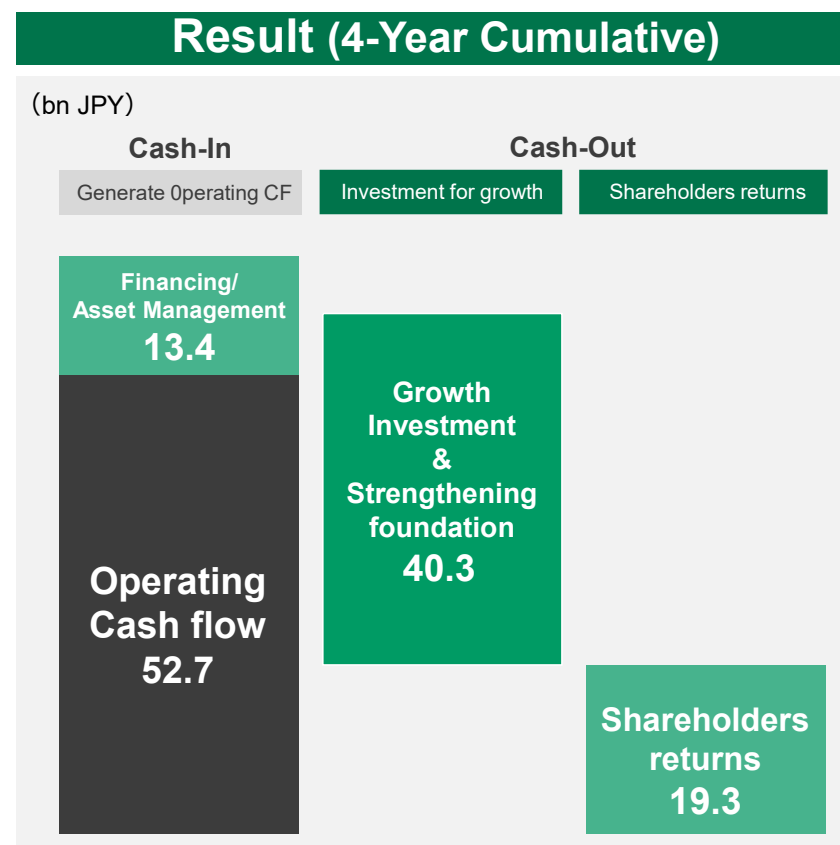 Result (4-Year Cumulative)
（bn JPY）
Cash-In
Cash-Out
Generate 0perating CF
Investment for growth
Shareholders returns
Financing/
Asset Management
13.4
Growth
Investment
&
Strengthening
foundation
40.3
Operating
Cash flow
52.7
Shareholders
returns
19.3